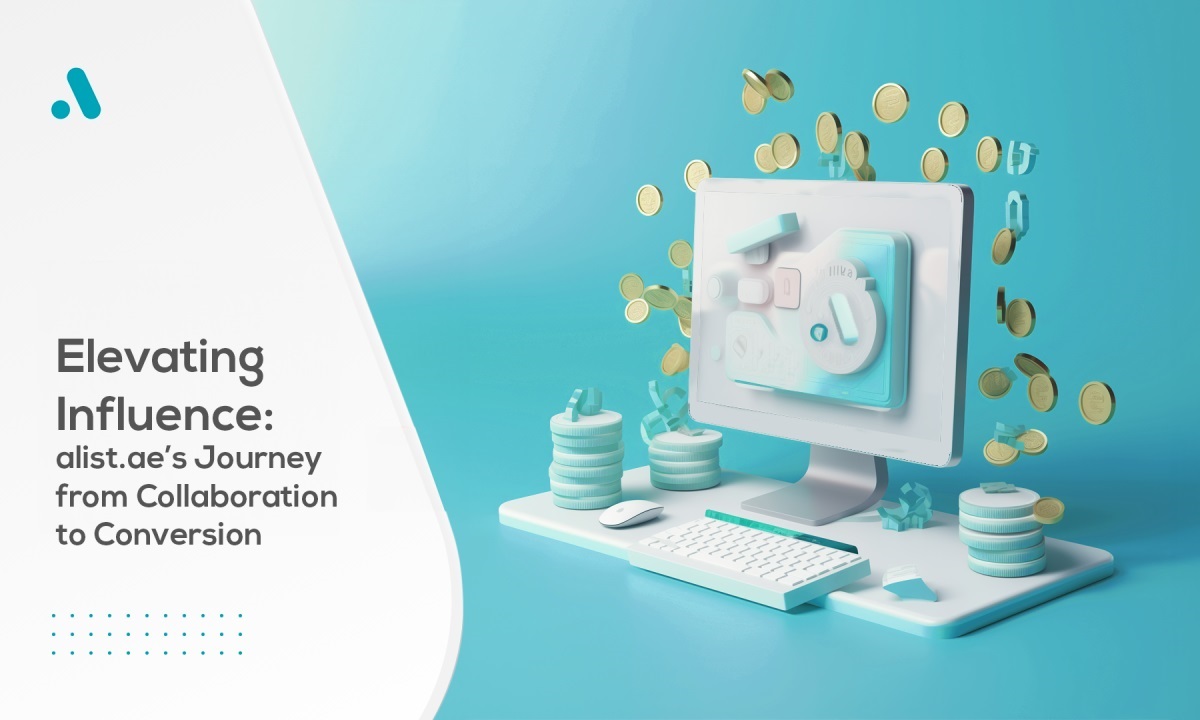 Elevating
Influence:
alist.ae’s Journey
from Collaboration
to Conversion